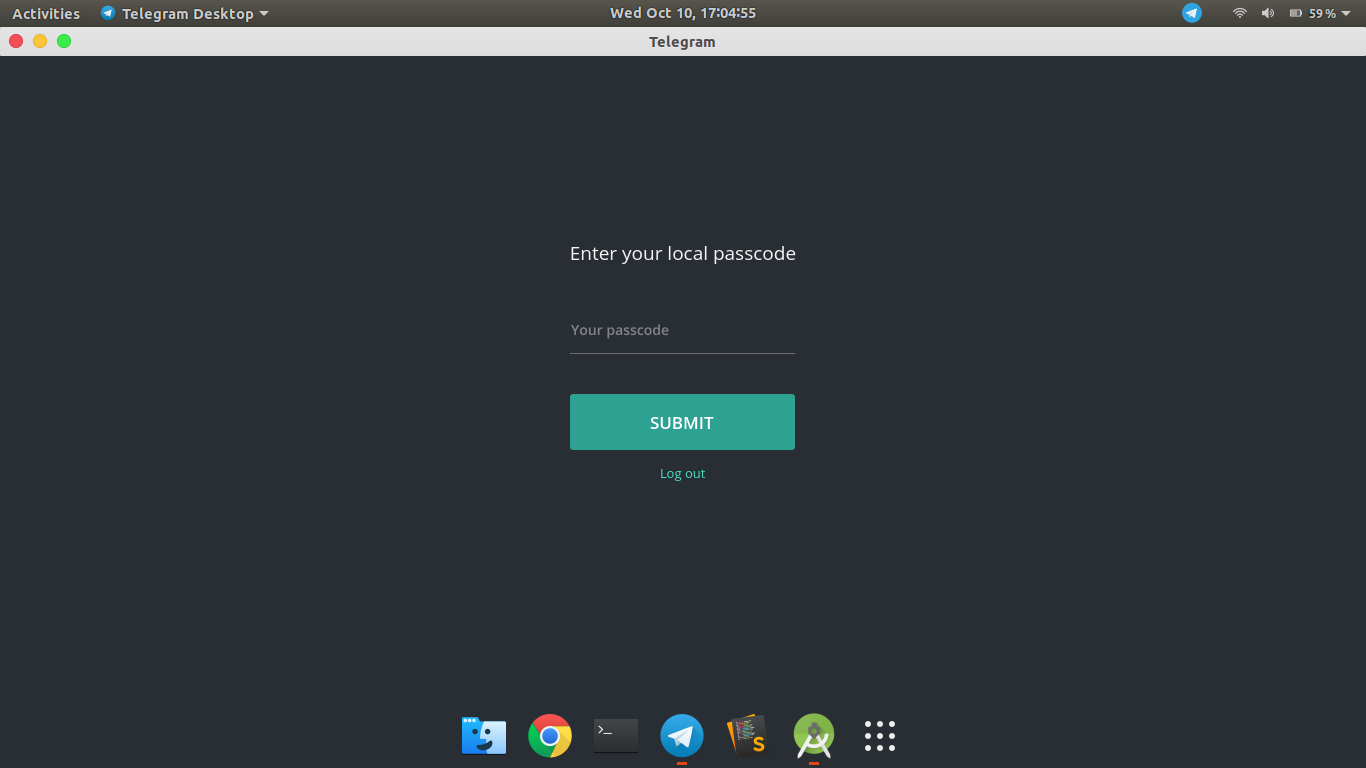 Activities Telegram Desktop Wed Oct 10, 17:04:55 59%
Telegram
Enter your local passcode
Your passcode
SUBMIT
Log out
>_
S